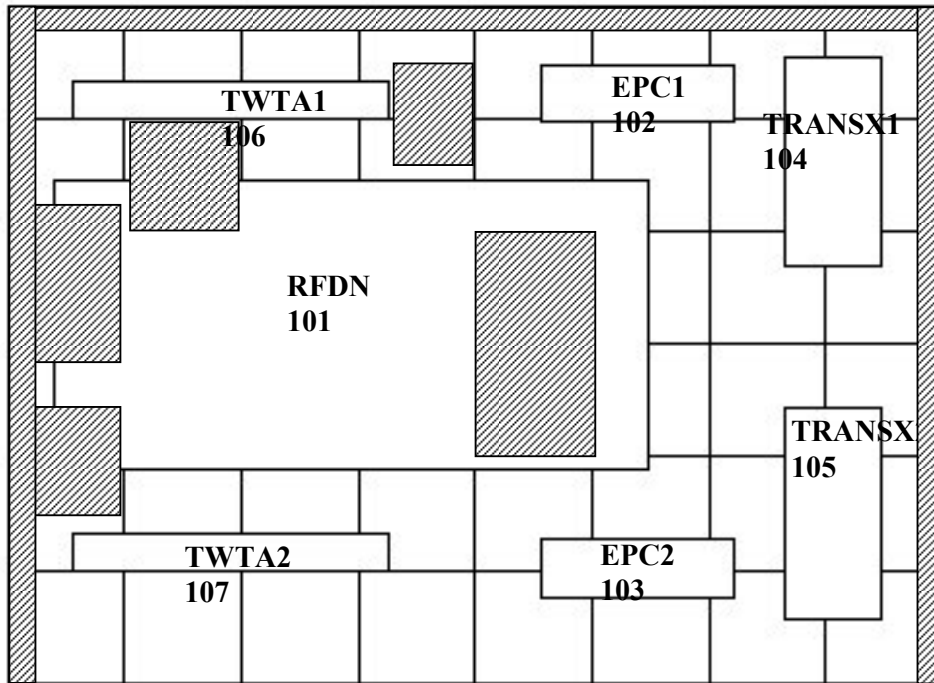 TWTA1
106
EPC1
102
TRANSX1
104
RFDN
101
TRANSX
105
TWTA2
107
EPC2
103